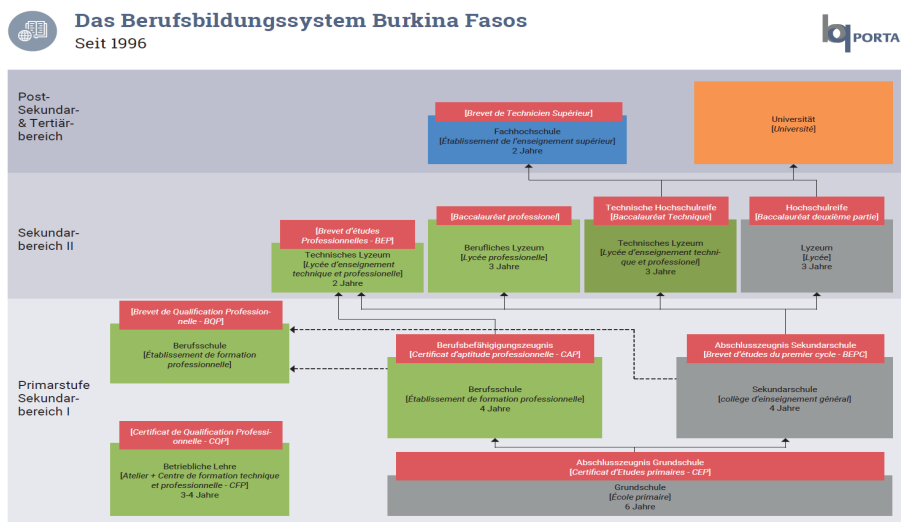 Das Berufsbildungssystem Burkina Fasos
Seit 1996
bq PORTA
Post-
Sekundar-
& Tertiär-
bereich
[Brevet de Technicien Supérieur]
Fachhochschule
[Établissement de l'enseignement supérieur]
2 Jahre
Universität
[Université]
Sekundar-
bereich II
[Brevet d'études
Professionnelles - BEP]
Technisches Lyzeum
[Lycée d'enseignement
technique et professionelle]
2 Jahre
[Baccalauréat professionel]
Berufliches Lyzeum
[Lycée professionelle]
3 Jahre
Technische Hochschulreife
[Baccalauréat Technique]
Technisches Lyzeum
[Lycée d'enseignement techni-
que et professionel]
3 Jahre
Hochschulreife
[Baccalauréat deuxième partie]
Lyzeum
[Lycée]
3 Jahre
Primarstufe
Sekundar-
bereich I
[Brevet de Qualification Profession-
nelle - BQP]
Berufsschule
[Établissement de formation
professionnelle]
Berufsbefähigigungszeugnis
[Certificat d'aptitude professionnelle - CAP]
Berufsschule
[Établissement de formation professionnelle]
4 Jahre
Abschlusszeugnis Sekundarschule
[Brevet d'études du premier cycle - BEPC]
Sekundarschule
[collège d'einseignement général]
4 Jahre
[Certificat de Qualification Professi-
onnelle - CQP]
Betriebliche Lehre
[Atelier + Centre de formation technique
et professionnelle - CFP]
3-4 Jahre
Abschlusszeugnis Grundschule
[Certificat d'Etudes primaires - CEP]
Grundschule
[École primaire]
6 Jahre